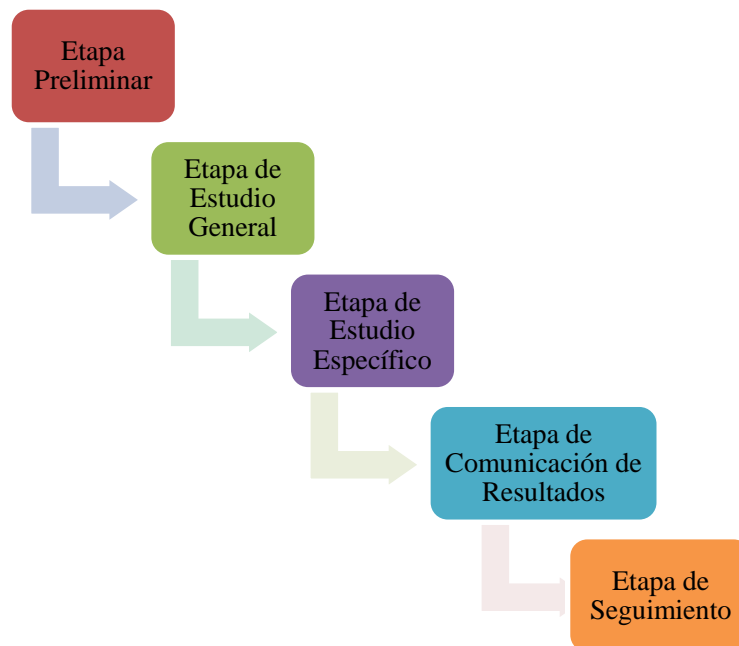 Etapa
Preliminar
Etapa de
Estudio
General
Etapa de
Estudio
Específico
Etapa de
Comunicación de
Resultados
Etapa de
Seguimiento